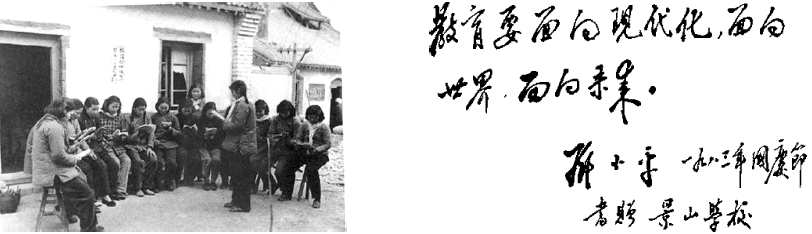 教育要面向现代化，面向
世界，面向未来。
邓小平 一九八三年国庆节
书赠 景山学校